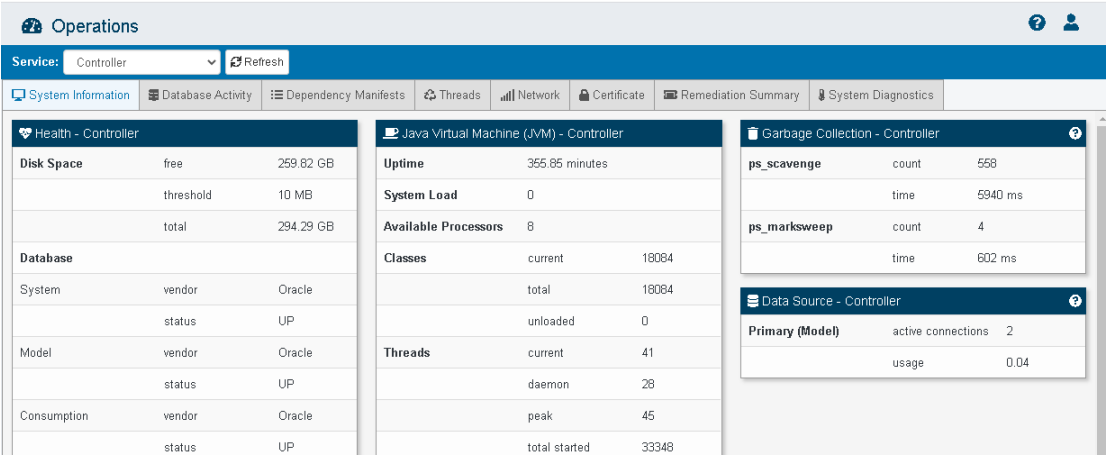 Operations
Service: Controller Refresh
System Information Database Activity Dependency Manifests Threads Network Certificate Remediation Summary System Diagnostics
Health - Controller
Disk Space free 259.82 GB
threshold 10 MB
total 294.29 GB
Database
System vendor Oracle
status UP
Model vendor Oracle
status UP
Consumption vendor Oracle
status UP
Java Virtual Machine (JVM) - Controller
Uptime 355.85 minutes
System Load 0
Available Processors 8
Classes current 18084
total 18084
unloaded 0
Threads current 41
daemon 28
peak 45
total started 33348
Garbage Collection - Controller ?
ps_scavenge count 558
time 5940 ms
ps_marksweep count 4
time 602 ms
Data Source - Controller ?
Primary (Model) active connections 2
usage 0.04